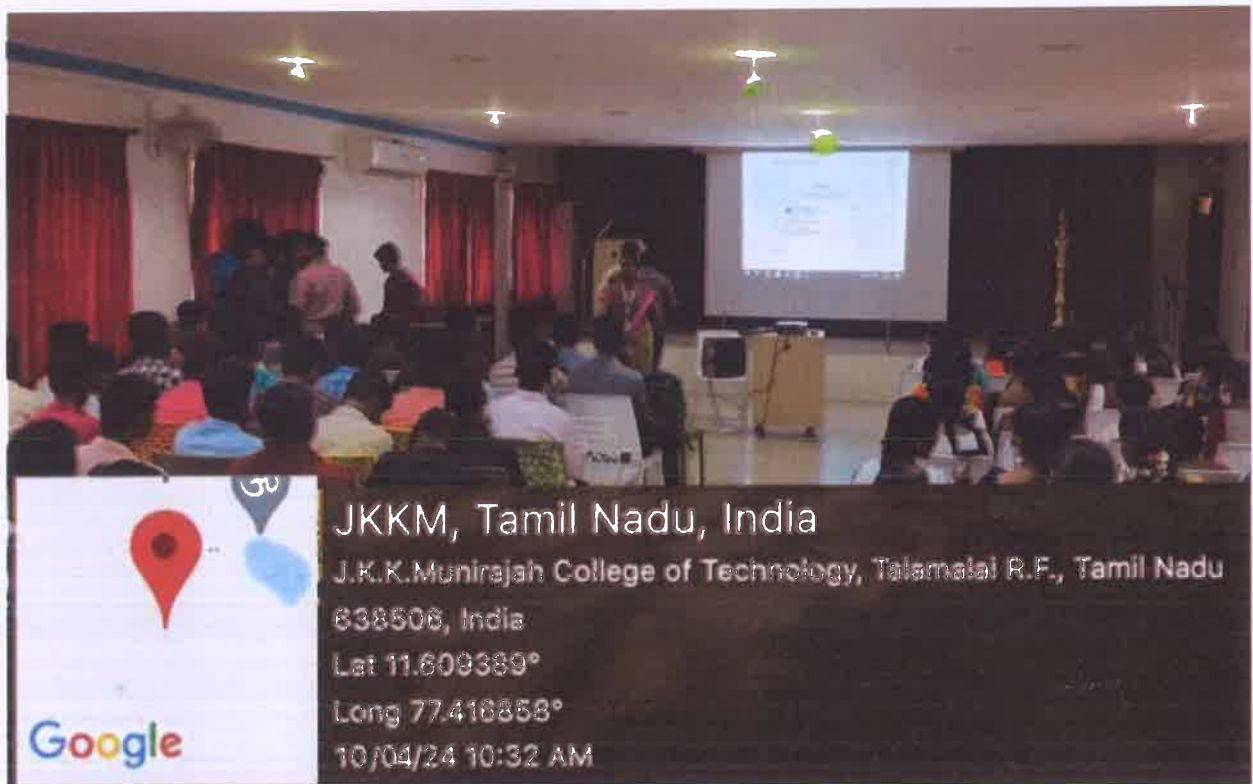 JKKM, Tamil Nadu, India
J.K.K.Munirajah College of Technology, Talamalai R.F., Tamil Nadu
638506, India
Lat 11.609389°
Long 77.416858°
10/04/24 10:32 AM
Google